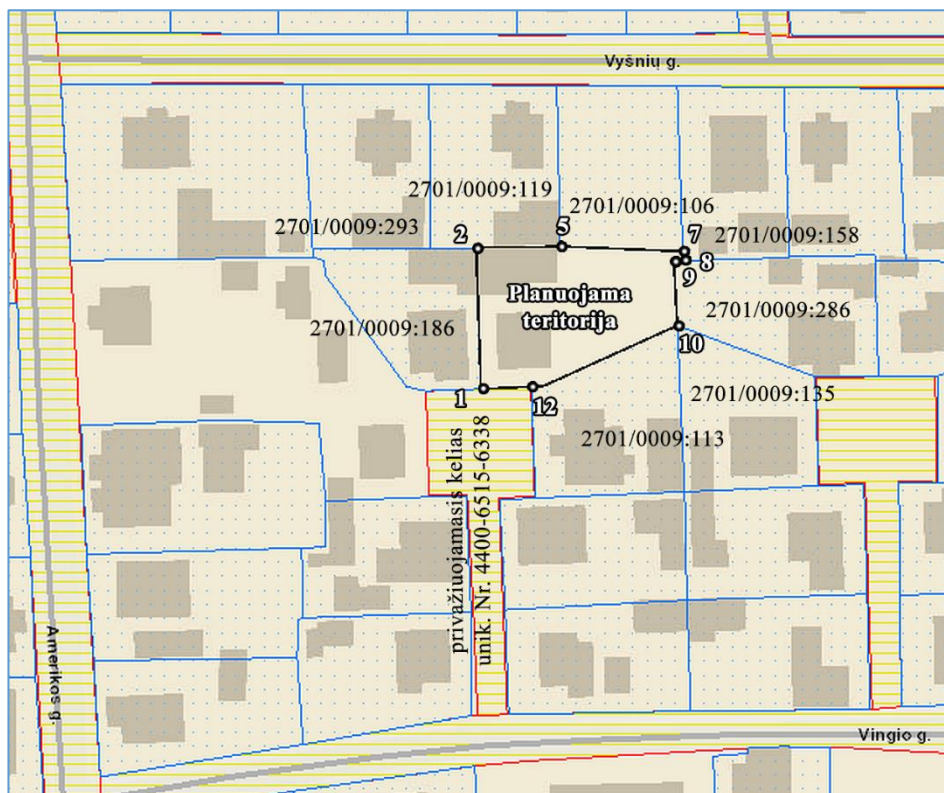 Vyšnių g.
2701/0009:119
2701/0009:106
2701/0009:293
2
5
7
2701/0009:158
8
9
Planuojama
teritorija
2701/0009:286
2701/0009:186
10
1
12
2701/0009:135
2701/0009:113
privažiuojamasis kelias
unik. Nr. 4400-6515-6338
Amerikos g.
Vingio g.